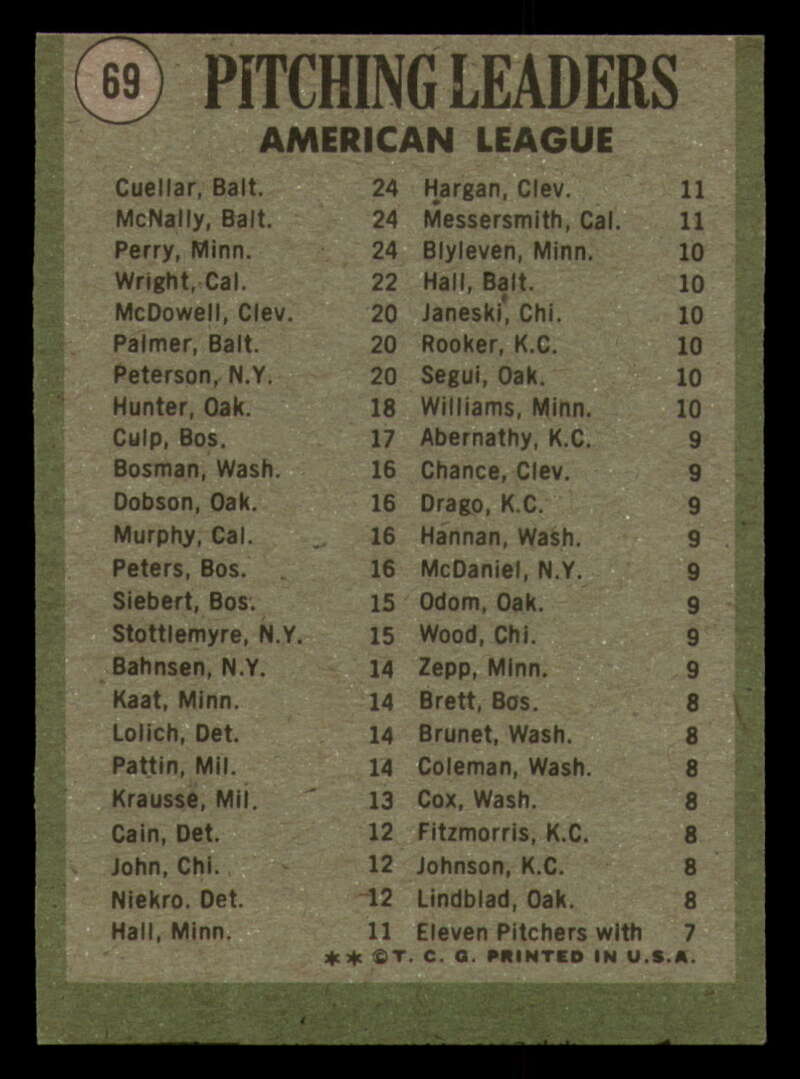 69
PITCHING LEADERS
AMERICAN LEAGUE
Cuellar, Balt. 24
McNally, Balt. 24
Perry, Minn. 24
Wright, Cal. 22
McDowell, Clev. 20
Palmer, Balt. 20
Peterson, N.Y. 20
Hunter, Oak. 18
Culp, Bos. 17
Bosman, Wash. 16
Dobson, Oak. 16
Murphy, Cal. 16
Peters, Bos. 16
Siebert, Bos. 15
Stottlemyre, N.Y. 15
Bahnsen, N.Y. 14
Kaat, Minn. 14
Lolich, Det. 14
Pattin, Mil. 14
Krausse, Mil. 13
Cain, Det. 12
John, Chi. 12
Niekro. Det. 12
Hall, Minn. 11
Hargan, Clev. 11
Messersmith, Cal. 11
Blyleven, Minn. 10
Hall, Balt. 10
Janeski, Chi. 10
Rooker, K.C. 10
Segui, Oak. 10
Williams, Minn. 10
Abernathy, K.C. 9
Chance, Clev. 9
Drago, K.C. 9
Hannan, Wash. 9
McDaniel, N.Y. 9
Odom, Oak. 9
Wood, Chi. 9
Zepp, Minn. 9
Brett, Bos. 8
Brunet, Wash. 8
Coleman, Wash. 8
Cox, Wash. 8
Fitzmorris, K.C. 8
Johnson, K.C. 8
Lindblad, Oak. 8
Eleven Pitchers with 7
** ©T. C. G. PRINTED IN U.S.A.